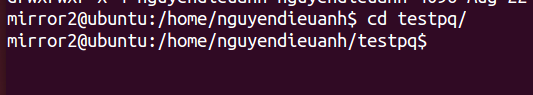 mirror2@ubuntu:/home/nguyendieuanh$ cd testpq/
mirror2@ubuntu:/home/nguyendieuanh/testpq$